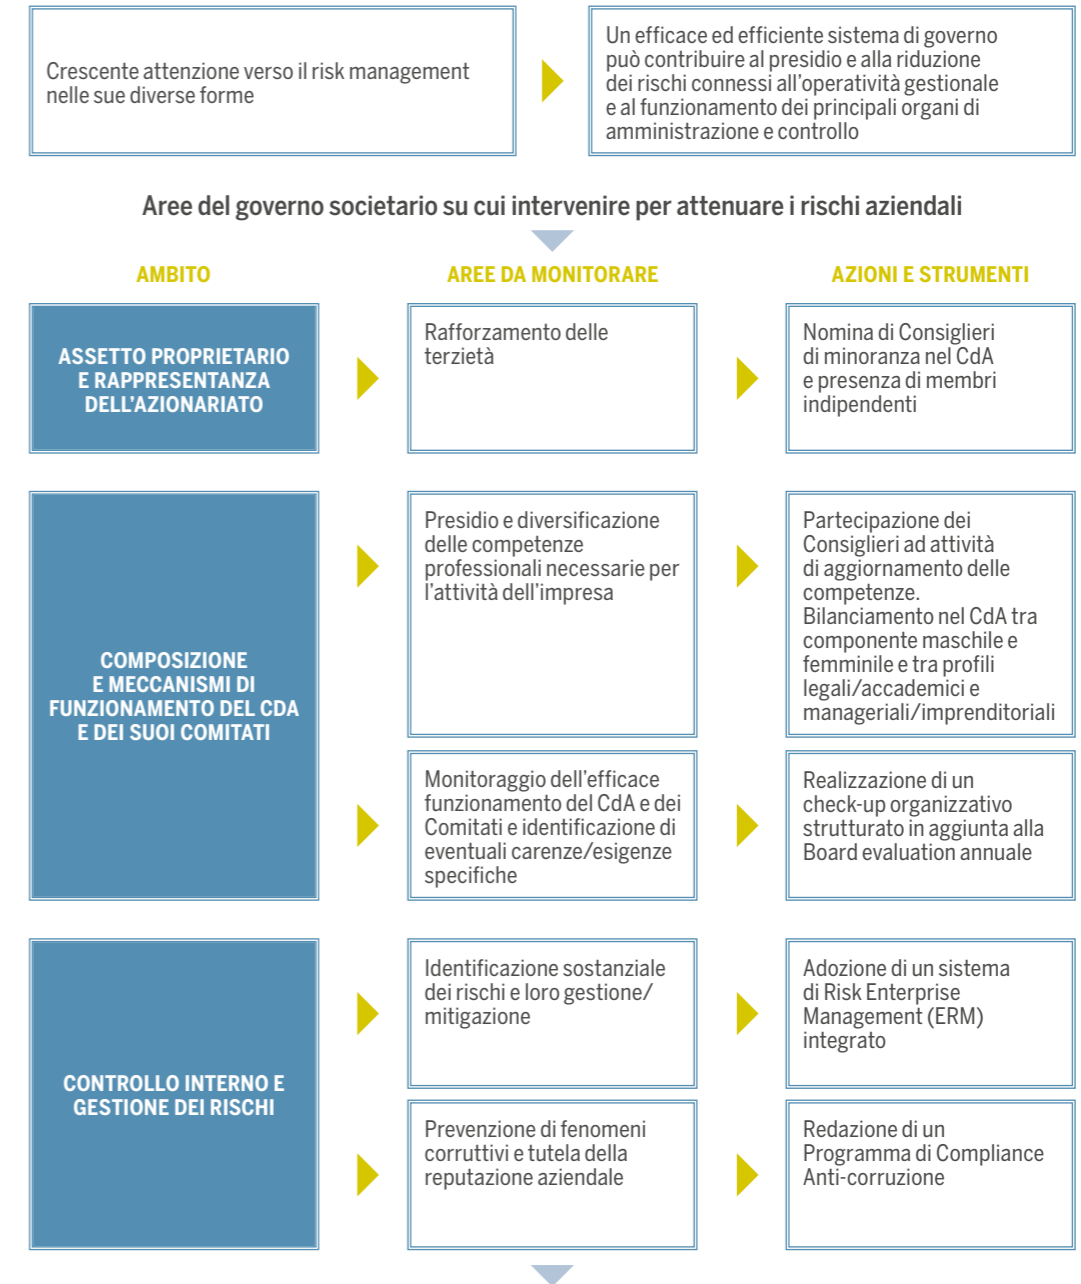 Crescente attenzione verso il risk management
nelle sue diverse forme
Un efficace ed efficiente sistema di governo
può contribuire al presidio e alla riduzione
dei rischi connessi all'operatività gestionale
e al funzionamento dei principali organi di
amministrazione e controllo
Aree del governo societario su cui intervenire per attenuare i rischi aziendali
AMBITO
AREE DA MONITORARE
AZIONI E STRUMENTI
ASSETTO PROPRIETARIO
E RAPPRESENTANZA
DELL'AZIONARIATO
Rafforzamento delle
terzietà
Nomina di Consiglieri
di minoranza nel CdA
e presenza di membri
indipendenti
COMPOSIZIONE
E MECCANISMI DI
FUNZIONAMENTO DEL CDA
E DEI SUOI COMITATI
Presidio e diversificazione
delle competenze
professionali necessarie per
l'attività dell'impresa
Partecipazione dei
Consiglieri ad attività
di aggiornamento delle
competenze.
Bilanciamento nel CdA tra
componente maschile e
femminile e tra profili
legali/accademici e
manageriali/imprenditoriali
Monitoraggio dell'efficace
funzionamento del CdA e dei
Comitati e identificazione di
eventuali carenze/esigenze
specifiche
Realizzazione di un
check-up organizzativo
strutturato in aggiunta alla
Board evaluation annuale
CONTROLLO INTERNO E
GESTIONE DEI RISCHI
Identificazione sostanziale
dei rischi e loro gestione/
mitigazione
Adozione di un sistema
di Risk Enterprise
Management (ERM)
integrato
Prevenzione di fenomeni
corruttivi e tutela della
reputazione aziendale
Redazione di un
Programma di Compliance
Anti-corruzione